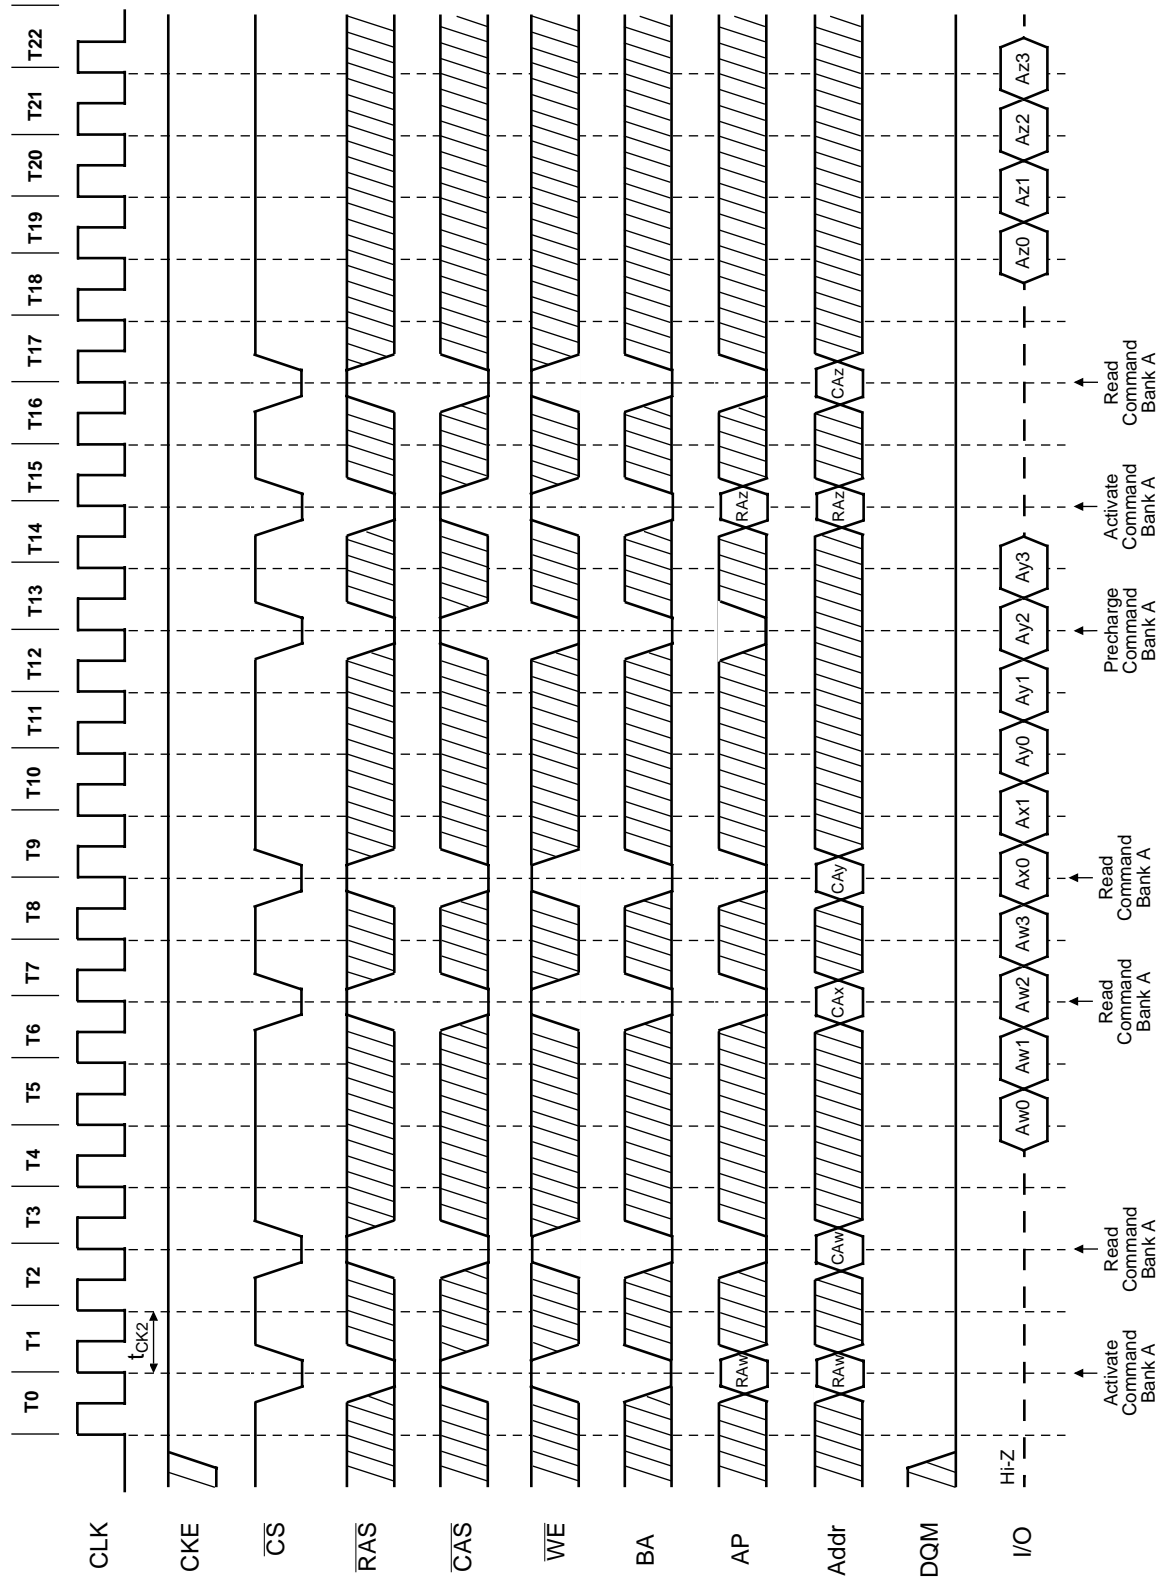 T0 T1 T2 T3 T4 T5 T6 T7 T8 T9 T10 T11 T12 T13 T14 T15 T16 T17 T18 T19 T20 T21 T22
CLK
tCK2
CKE
CS
RAS
CAS
WE
BA
AP
RAw RAz
Addr
RAw CAw CAx CAy RAz CAz
DQM
I/O
Hi-Z
Aw0 Aw1 Aw2 Aw3 Ax0 Ax1 Ay0 Ay1 Ay2 Ay3 Az0 Az1 Az2 Az3
Activate
Command
Bank A
Read
Command
Bank A
Read
Command
Bank A
Read
Command
Bank A
Precharge
Command
Bank A
Activate
Command
Bank A
Read
Command
Bank A